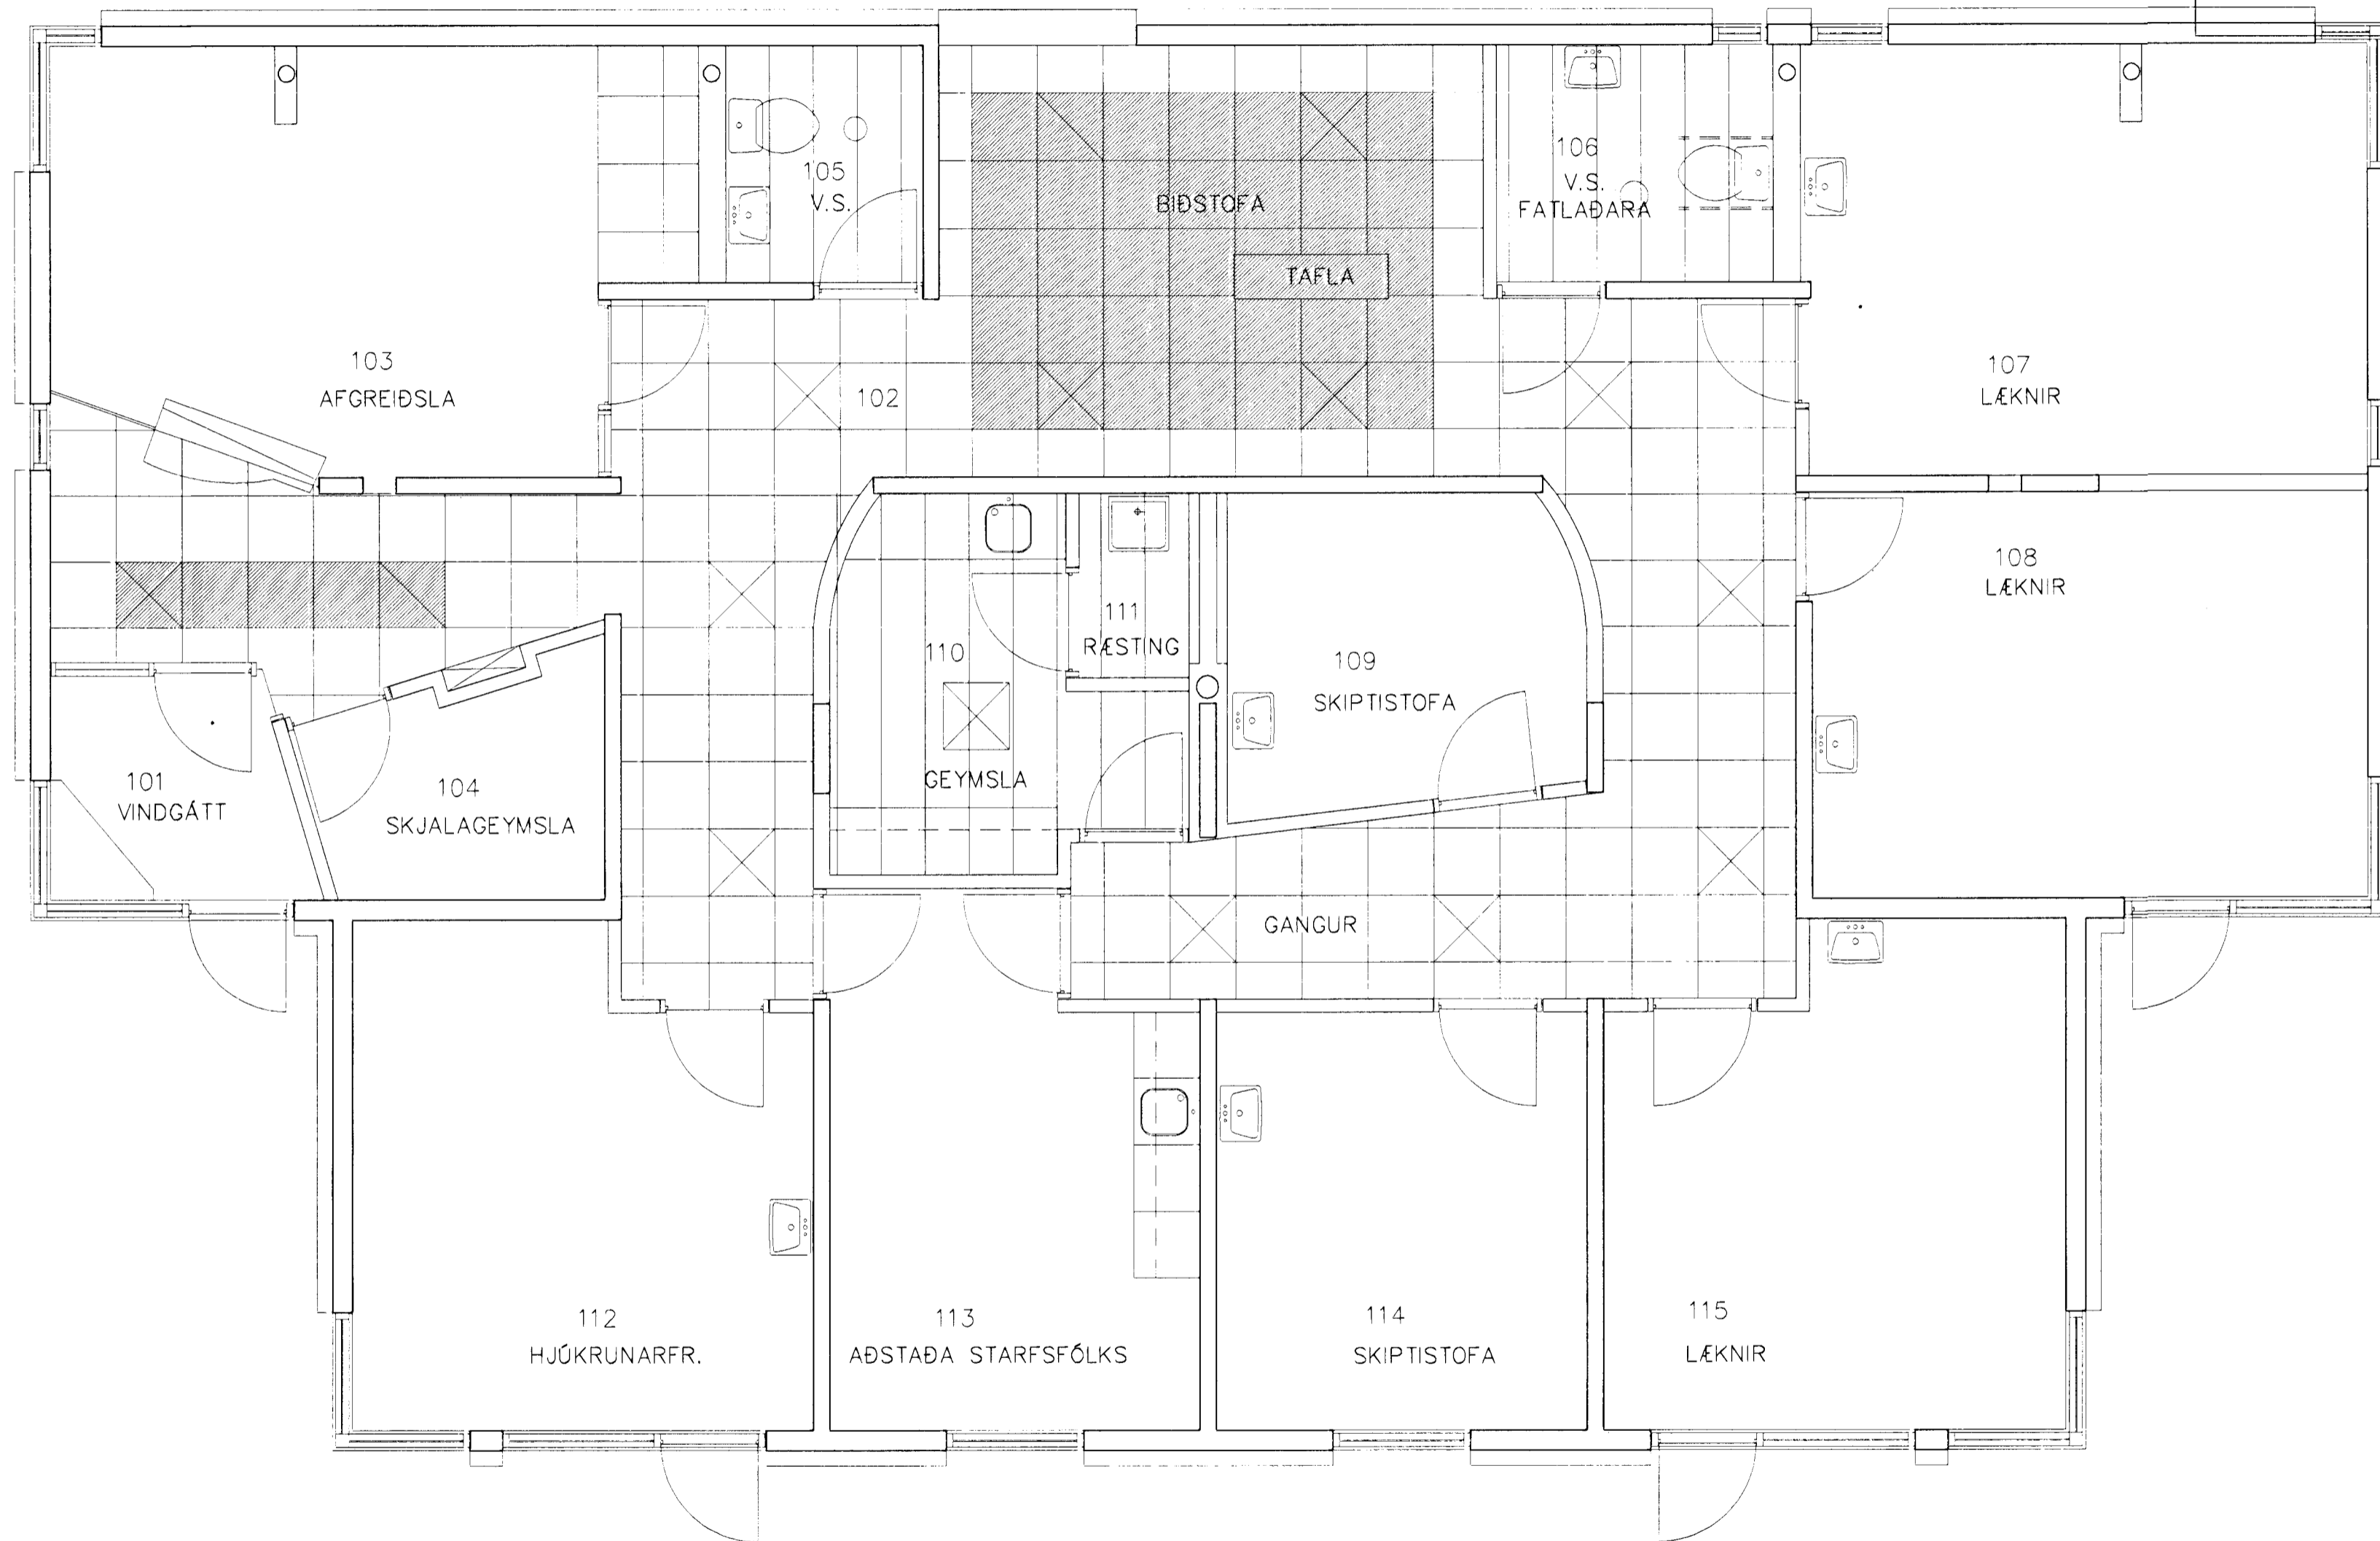 105
V.S.
106
V.S.
FATLAÐARA
BIÐSTOFA
TAFLA
103
AFGREIÐSLA
102
107
LÆKNIR
108
LÆKNIR
111
RÆSTING
110
GEYMSLA
109
SKIPTISTOFA
101
VINDGÁTT
104
SKJALAGEYMSLA
GANGUR
112
HJÚKRUNARFR.
113
AÐSTAÐA STARFSFÓLKS
114
SKIPTISTOFA
115
LÆKNIR